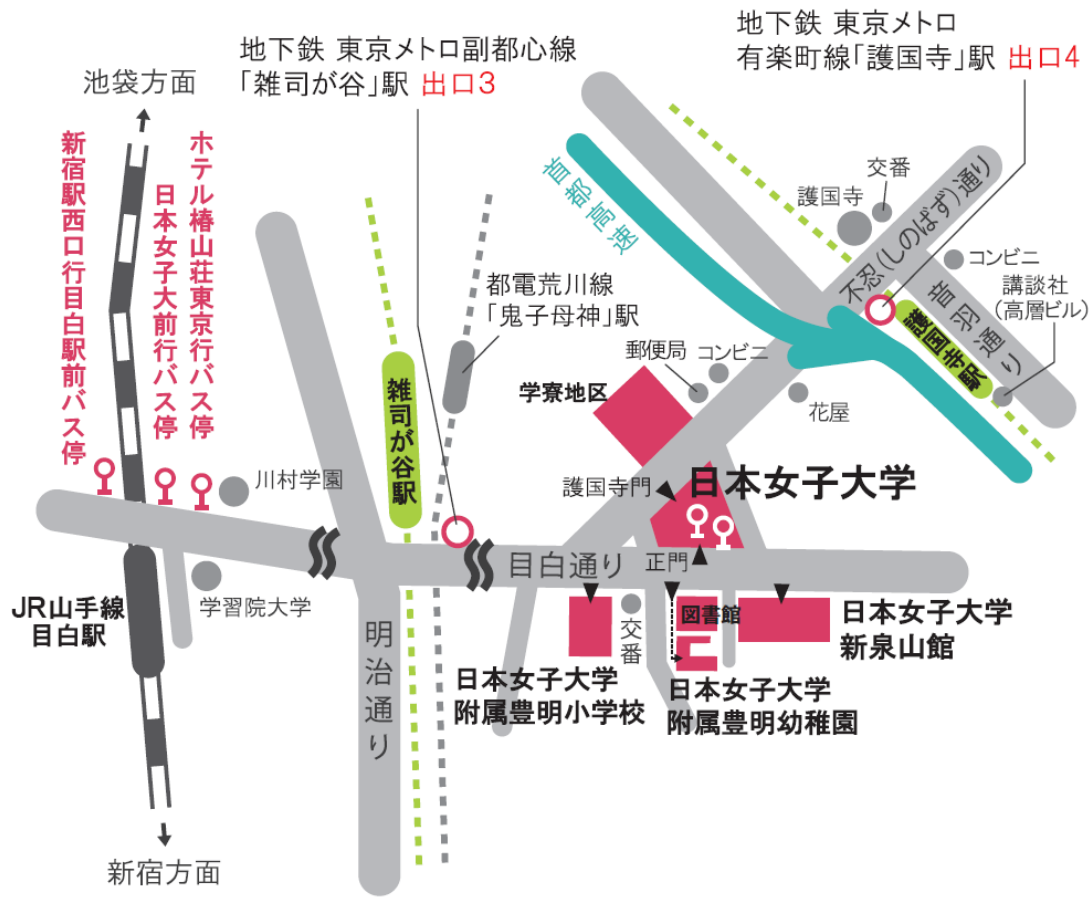 地下鉄 東京メトロ副都心線
「雑司が谷」駅 出口3
地下鉄 東京メトロ
有楽町線「護国寺」駅 出口4
池袋方面
新宿駅西口行目白駅前バス停
日本女子大前行バス停
ホテル椿山荘東京行バス停
首都高速
護国寺
交番
不忍(しのばず)通り
コンビニ
講談社
(高層ビル)
音羽通り
護国寺駅
都電荒川線
「鬼子母神」駅
雑司が谷駅
郵便局
コンビニ
花屋
学寮地区
川村学園
護国寺門
日本女子大学
目白通り
正門
学習院大学
JR山手線
目白駅
明治通り
交番
図書館
日本女子大学
新泉山館
日本女子大学
附属豊明小学校
日本女子大学
附属豊明幼稚園
新宿方面